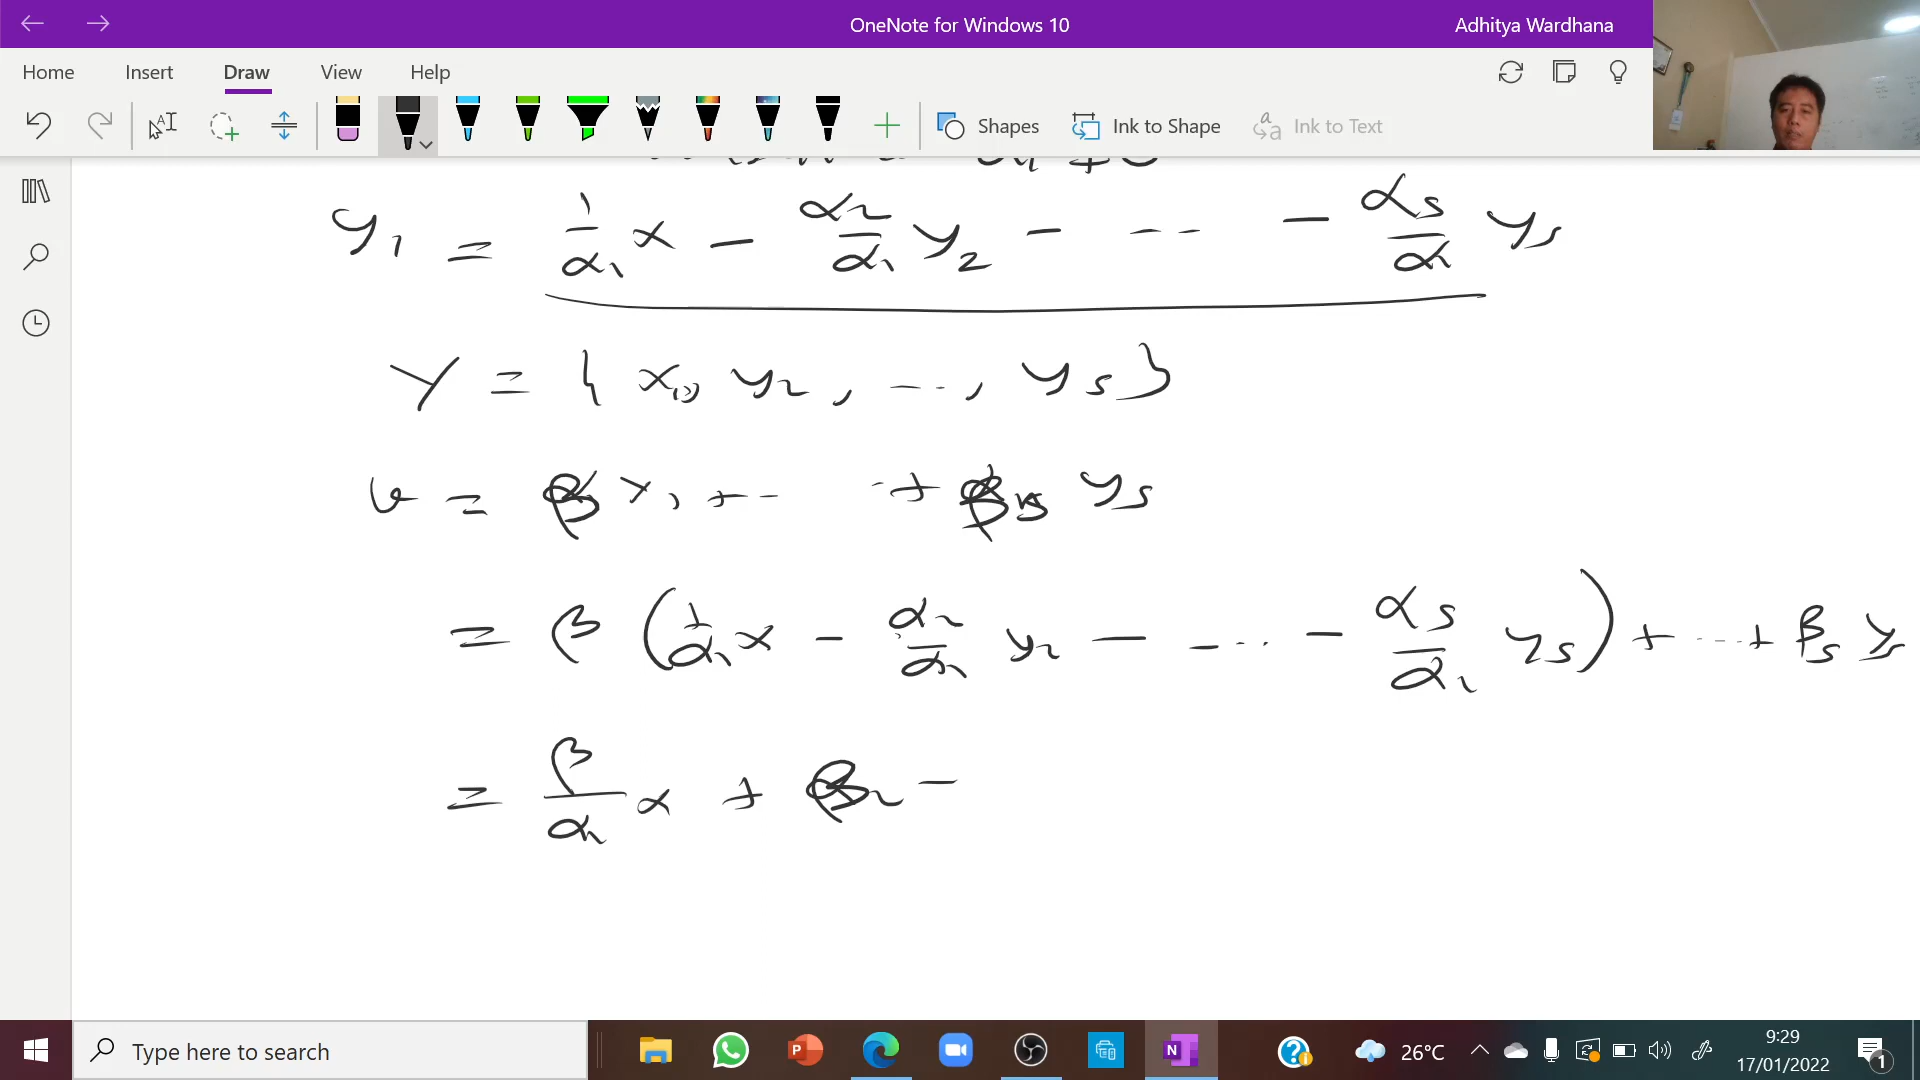 OneNote for Windows 10 Adhitya Wardhana
Home Insert Draw View Help
Shapes Ink to Shape Ink to Text
y₁ = 1/α₁ x - α₂/α₁ y₂ - --- - αs/α₁ ys
Y = { x, y₂, ..., ys }
v = β x₁ + - - + βs ys
= β (1/α₁ x - α₂/α₁ y₂ - - ... - αs/α₁ ys) + ... + βs ys
= β/α₁ x + β₂ -
Type here to search 26°C 9:29
17/01/2022 1